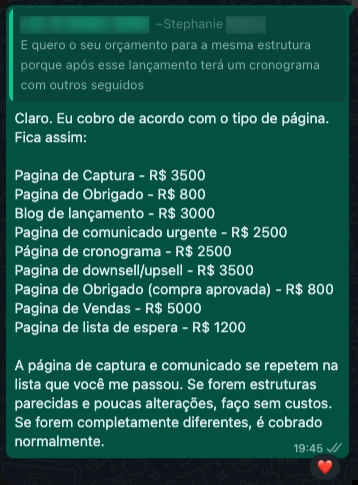 ~Stephanie
E quero o seu orçamento para a mesma estrutura
porque após esse lançamento terá um cronograma
com outros seguidos
Claro. Eu cobro de acordo com o tipo de página.
Fica assim:
Pagina de Captura - R$ 3500
Pagina de Obrigado - R$ 800
Blog de lançamento - R$ 3000
Pagina de comunicado urgente - R$ 2500
Página de cronograma - R$ 2500
Pagina de downsell/upsell - R$ 3500
Pagina de Obrigado (compra aprovada) - R$ 800
Pagina de Vendas - R$ 5000
Pagina de lista de espera - R$ 1200
A página de captura e comunicado se repetem na
lista que você me passou. Se forem estruturas
parecidas e poucas alterações, faço sem custos.
Se forem completamente diferentes, é cobrado
normalmente.
19:45